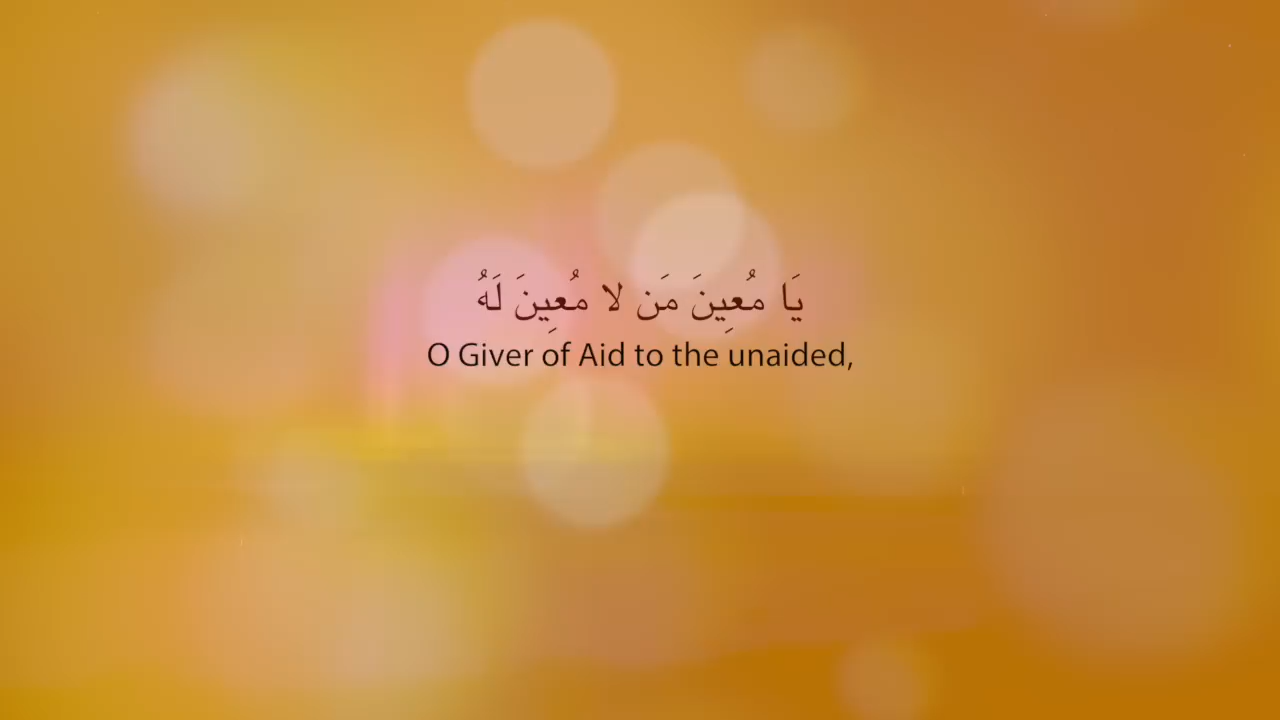 يَا مُعِينَ مَن لا مُعِينَ لَهُ
O Giver of Aid to the unaided,